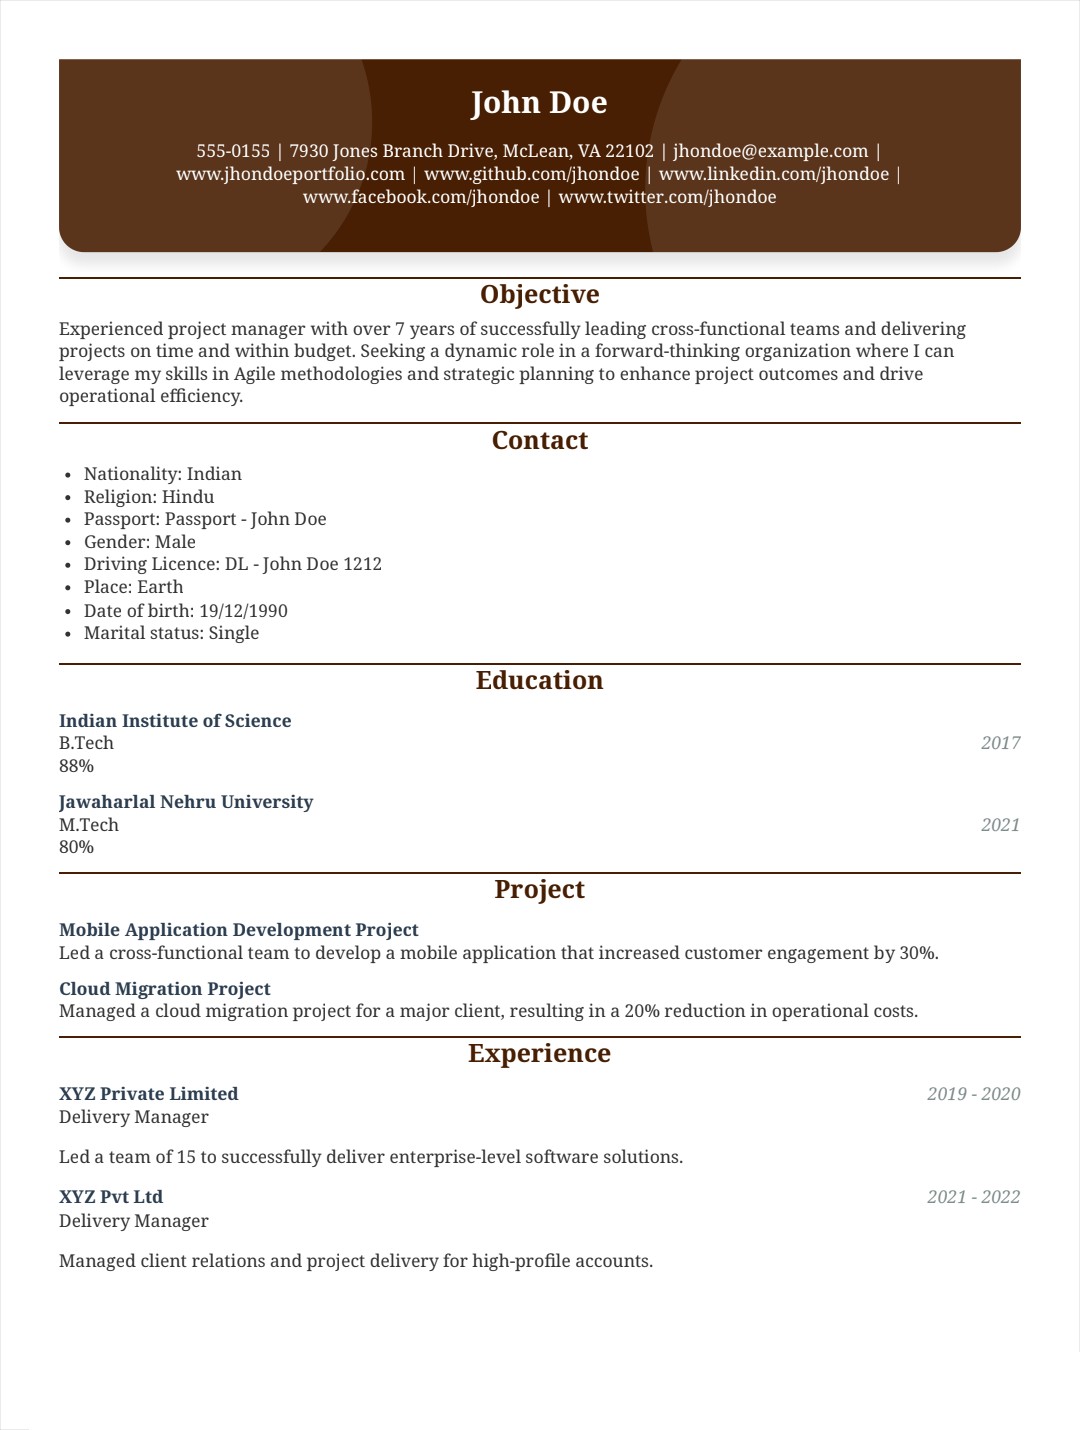 John Doe
555-0155 | 7930 Jones Branch Drive, McLean, VA 22102 | jhondoe@example.com |
www.jhondoeportfolio.com | www.github.com/jhondoe | www.linkedin.com/jhondoe |
www.facebook.com/jhondoe | www.twitter.com/jhondoe
Objective
Experienced project manager with over 7 years of successfully leading cross-functional teams and delivering
projects on time and within budget. Seeking a dynamic role in a forward-thinking organization where I can
leverage my skills in Agile methodologies and strategic planning to enhance project outcomes and drive
operational efficiency.
Contact
• Nationality: Indian
• Religion: Hindu
• Passport: Passport - John Doe
• Gender: Male
• Driving Licence: DL - John Doe 1212
• Place: Earth
• Date of birth: 19/12/1990
• Marital status: Single
Education
Indian Institute of Science
B.Tech 2017
88%
Jawaharlal Nehru University
M.Tech 2021
80%
Project
Mobile Application Development Project
Led a cross-functional team to develop a mobile application that increased customer engagement by 30%.
Cloud Migration Project
Managed a cloud migration project for a major client, resulting in a 20% reduction in operational costs.
Experience
XYZ Private Limited 2019 - 2020
Delivery Manager
Led a team of 15 to successfully deliver enterprise-level software solutions.
XYZ Pvt Ltd 2021 - 2022
Delivery Manager
Managed client relations and project delivery for high-profile accounts.